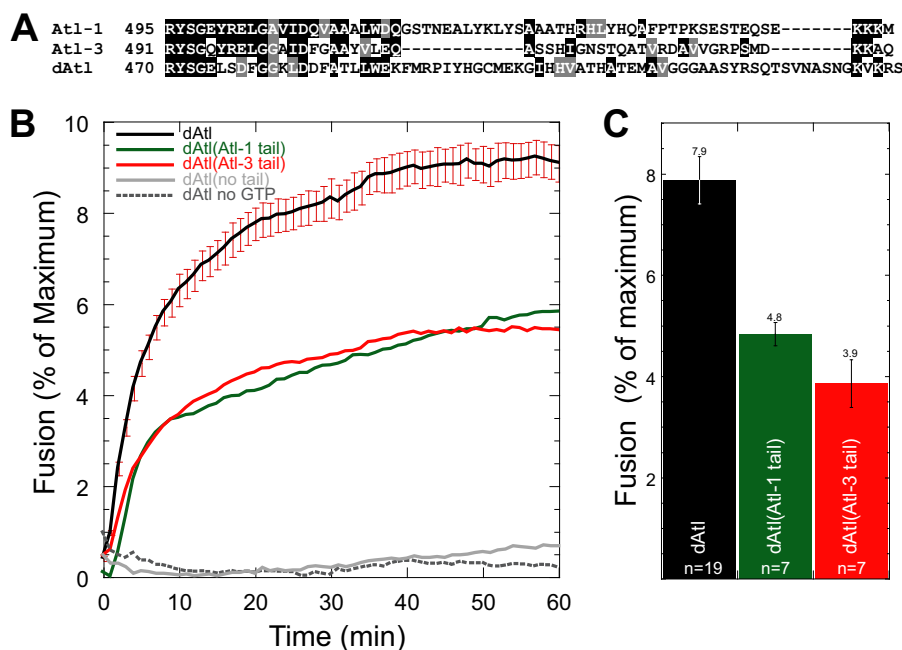 A
Atl-1 495 RYSGEYRELGAVIDQVAAALWDQGSTNEALYKLYSAAATHRHLYHQAFPTPKSESTEQSE-------KKKM
Atl-3 491 RYSGQYRELGGAIDFGAAYVLEQ------------ASSHIGNSTQATVRDAVVGRPSMD--------KKAQ
dAtl 470 RYSGELSDFGGKLDDFATLLWEKFMRPIYHGCMEKGIHHVATHATEMAVGGGAASYRSQTSVNASNGKVKRS
B
dAtl
dAtl(Atl-1 tail)
dAtl(Atl-3 tail)
dAtl(no tail)
dAtl no GTP
Fusion (% of Maximum)
10
8
6
4
2
0
0 10 20 30 40 50 60
Time (min)
C
Fusion (% of maximum)
8
6
4
2
7.9
4.8
3.9
dAtl
dAtl(Atl-1 tail)
dAtl(Atl-3 tail)
n=19
n=7
n=7